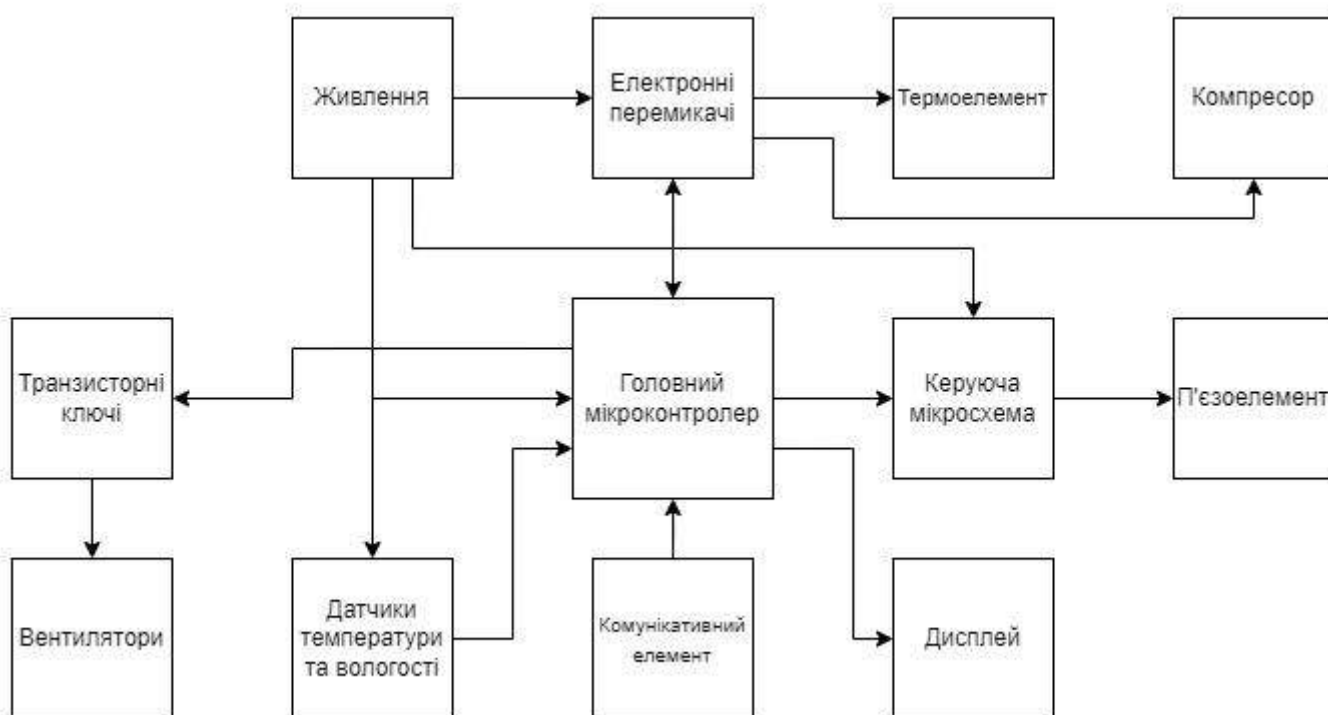 Живлення
Електронні
перемикачі
Термоелемент
Компресор
Транзисторні
ключі
Головний
мікроконтролер
Керуюча
мікросхема
П'єзоелемент
Вентилятори
Датчики
температури
та вологості
Комунікативний
елемент
Дисплей